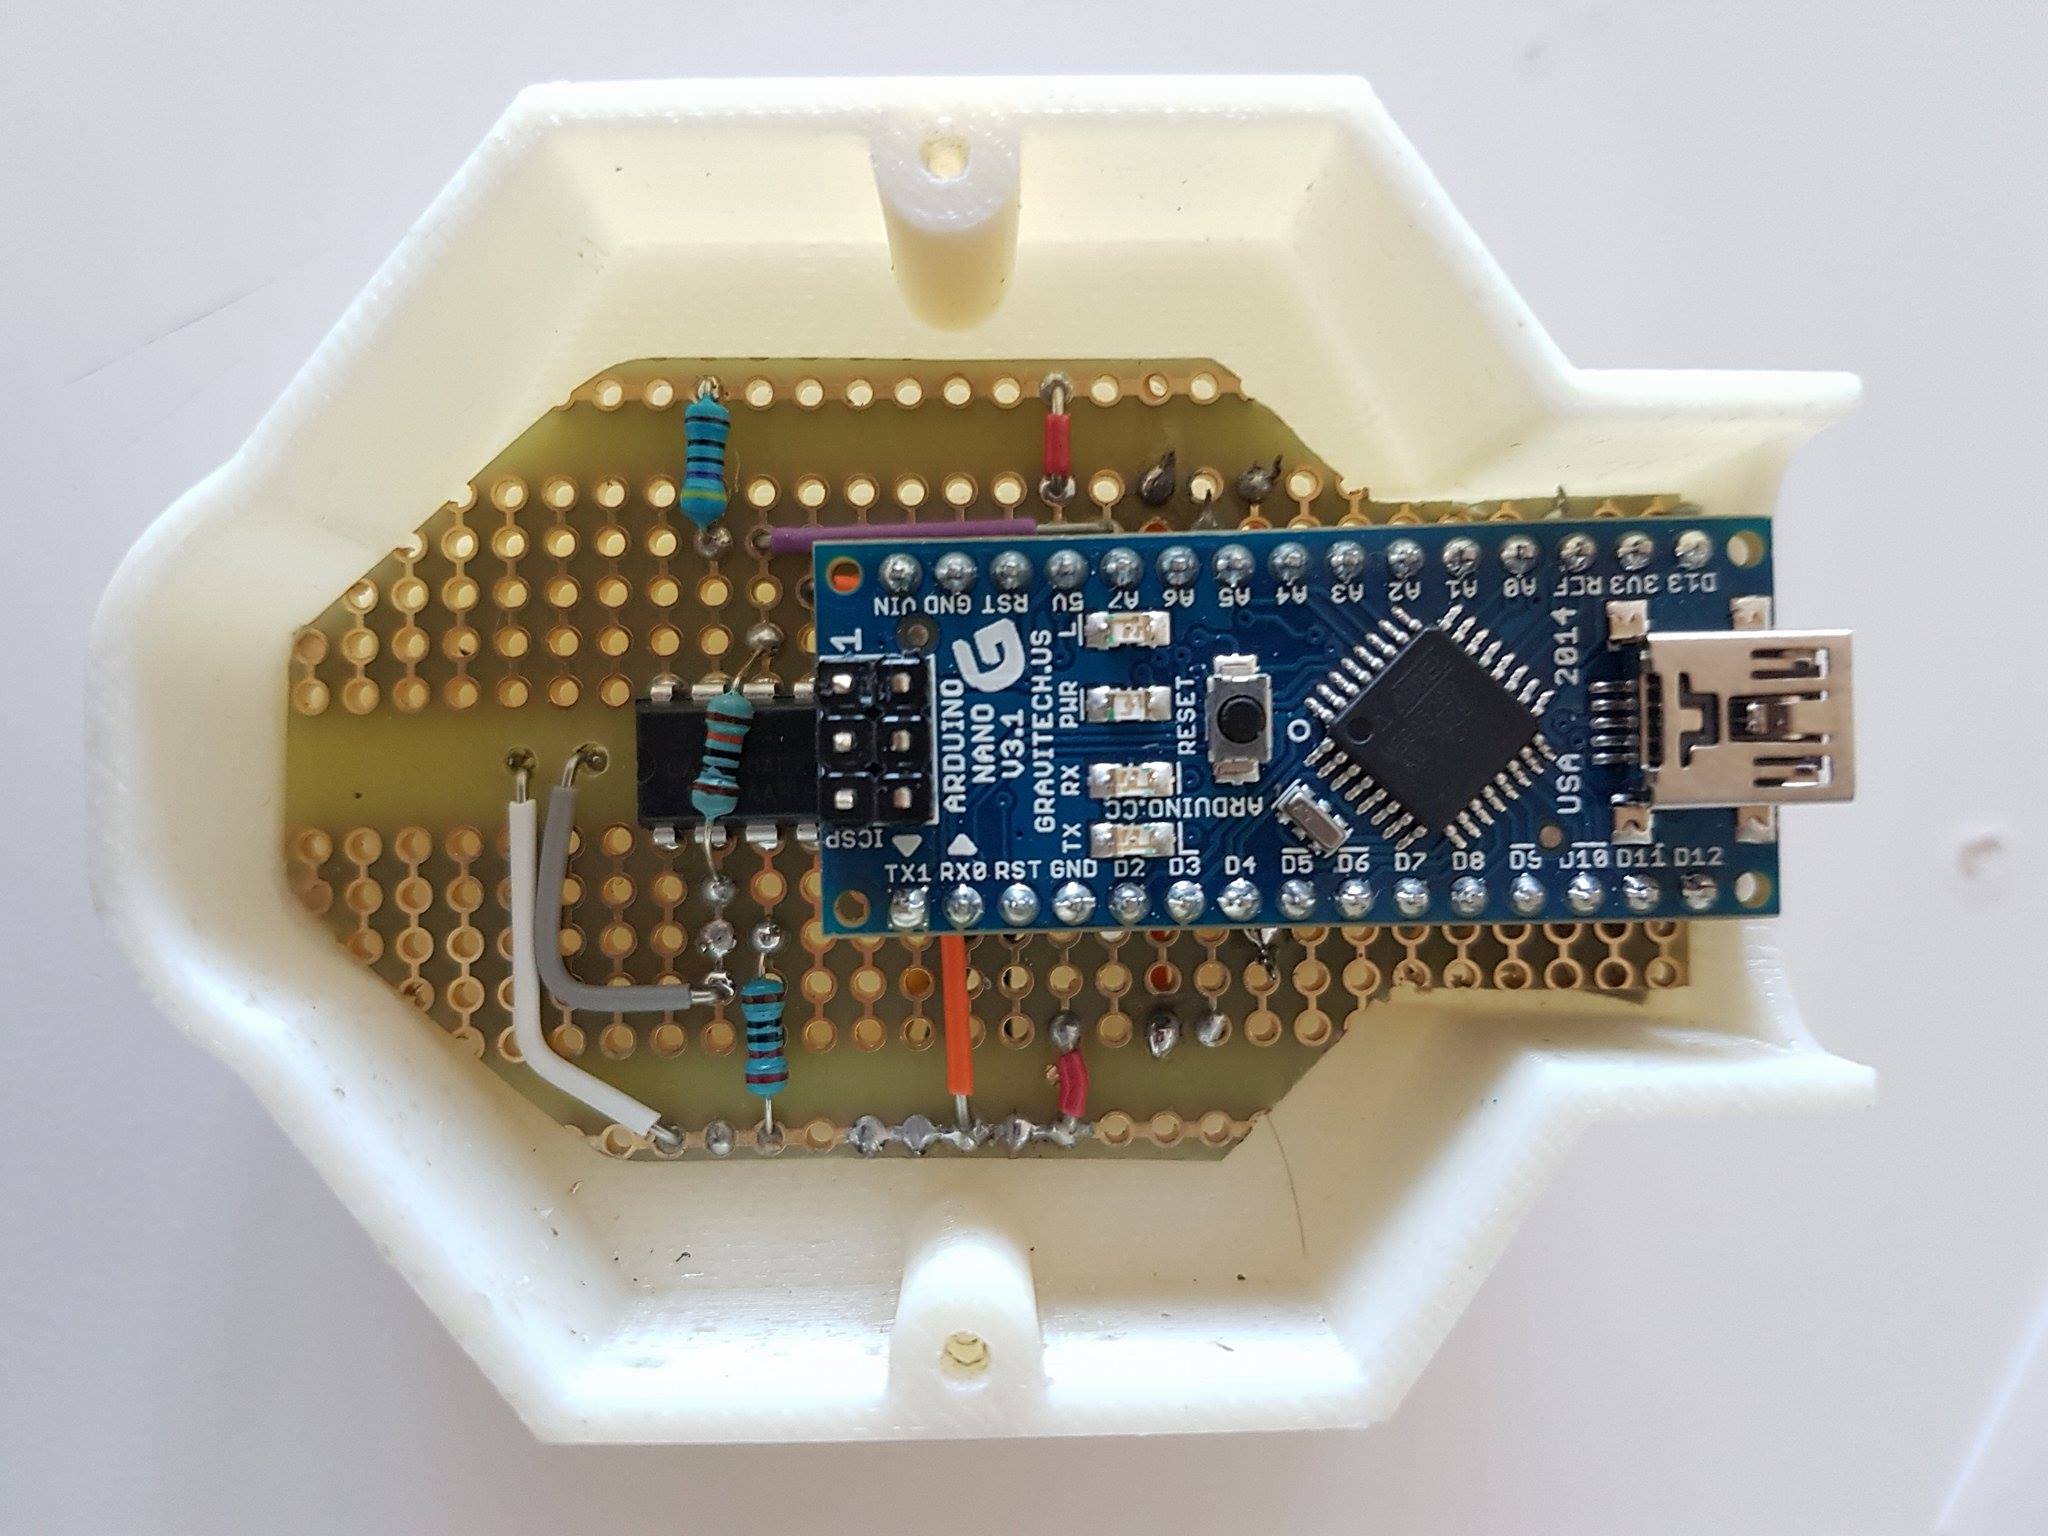 VIN GND RST 5V A7 A6 A5 A4 A3 A2 A1 A0 REF 3V3 D13
1
L
PWR
RX
TX
RESET
ARDUINO
NANO
V3.1
GRAVITECH.US
ARDUINO.CC
USA 2014
ICSP
TX1 RX0 RST GND D2 D3 D4 D5 D6 D7 D8 D9 D10 D11 D12